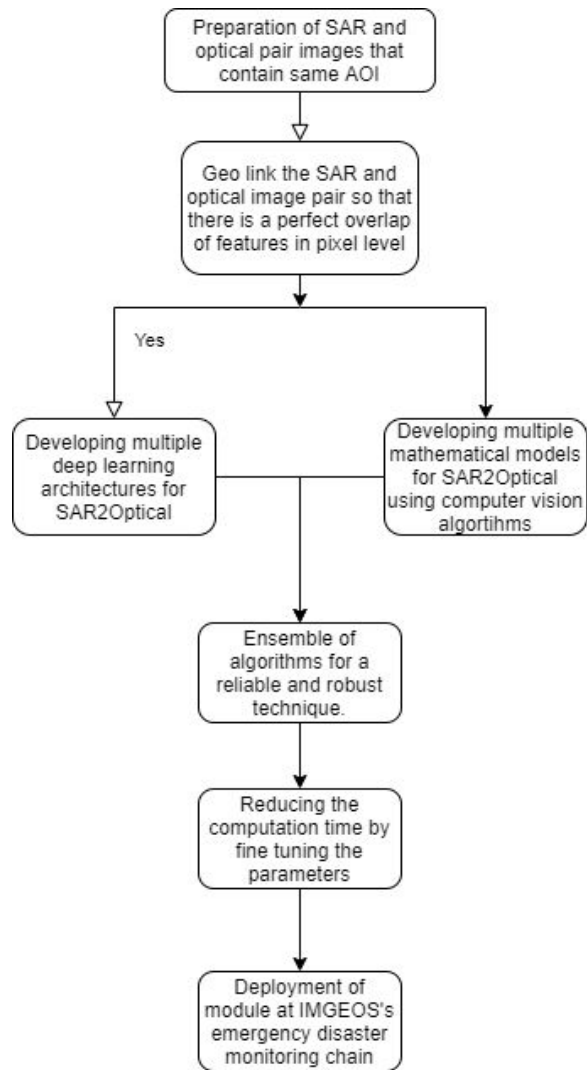 Preparation of SAR and
optical pair images that
contain same AOI
Geo link the SAR and
optical image pair so that
there is a perfect overlap
of features in pixel level
Yes
Developing multiple
deep learning
architectures for
SAR2Optical
Developing multiple
mathematical models
for SAR2Optical
using computer vision
algortihms
Ensemble of
algorithms for a
reliable and robust
technique.
Reducing the
computation time by
fine tuning the
parameters
Deployment of
module at IMGEOS's
emergency disaster
monitoring chain